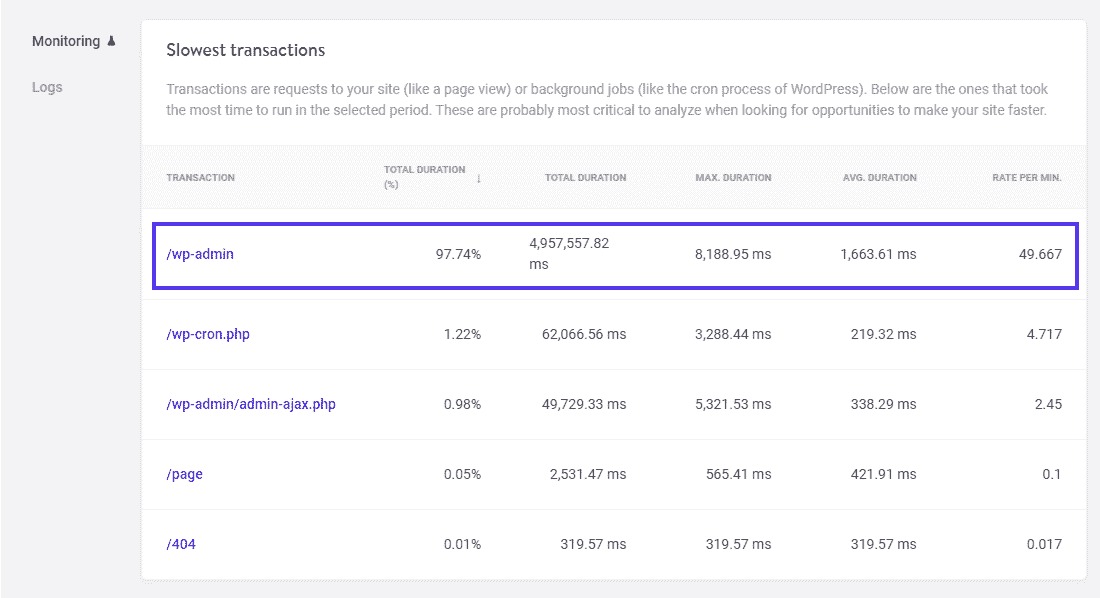 Monitoring
Logs
Slowest transactions
Transactions are requests to your site (like a page view) or background jobs (like the cron process of WordPress). Below are the ones that took
the most time to run in the selected period. These are probably most critical to analyze when looking for opportunities to make your site faster.
TRANSACTION TOTAL DURATION (%) ↓ TOTAL DURATION MAX. DURATION AVG. DURATION RATE PER MIN.
/wp-admin 97.74% 4,957,557.82 ms 8,188.95 ms 1,663.61 ms 49.667
/wp-cron.php 1.22% 62,066.56 ms 3,288.44 ms 219.32 ms 4.717
/wp-admin/admin-ajax.php 0.98% 49,729.33 ms 5,321.53 ms 338.29 ms 2.45
/page 0.05% 2,531.47 ms 565.41 ms 421.91 ms 0.1
/404 0.01% 319.57 ms 319.57 ms 319.57 ms 0.017